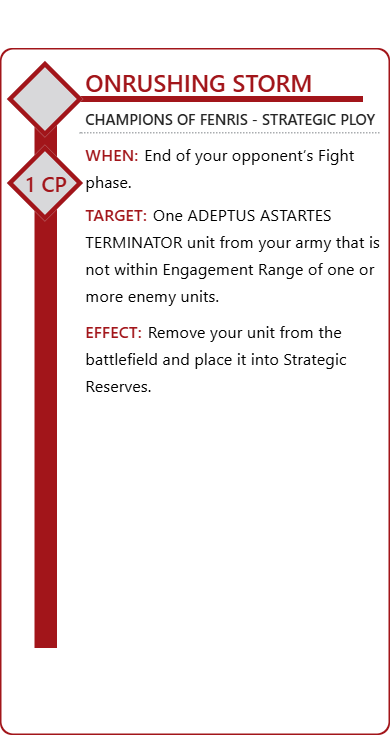 ONRUSHING STORM
CHAMPIONS OF FENRIS - STRATEGIC PLOY
1 CP
WHEN: End of your opponent’s Fight
phase.
TARGET: One ADEPTUS ASTARTES
TERMINATOR unit from your army that is
not within Engagement Range of one or
more enemy units.
EFFECT: Remove your unit from the
battlefield and place it into Strategic
Reserves.